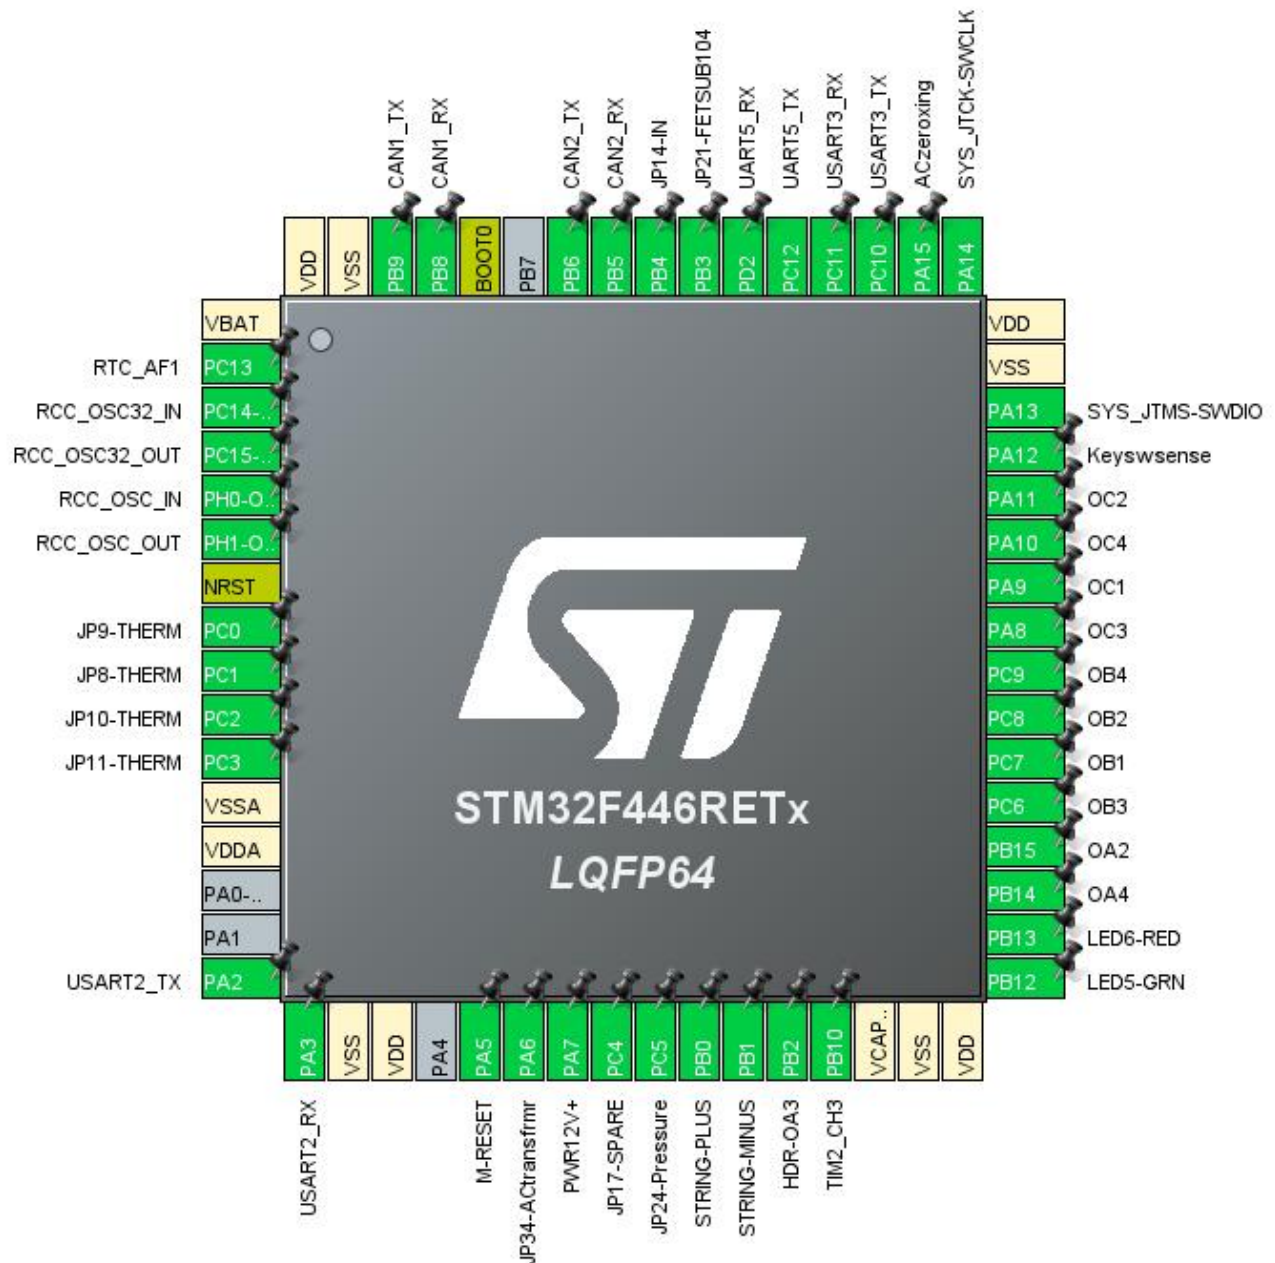 CAN1_TX
CAN1_RX
CAN2_TX
CAN2_RX
JP14-IN
JP21-FETSUB104
UART5_RX
UART5_TX
USART3_RX
USART3_TX
ACzeroxing
SYS_JTCK-SWCLK
VDD
VSS
PB9
PB8
BOOT0
PB7
PB6
PB5
PB4
PB3
PD2
PC12
PC11
PC10
PA15
PA14
VBAT
RTC_AF1 PC13
RCC_OSC32_IN PC14-..
RCC_OSC32_OUT PC15-..
RCC_OSC_IN PH0-O..
RCC_OSC_OUT PH1-O..
NRST
JP9-THERM PC0
JP8-THERM PC1
JP10-THERM PC2
JP11-THERM PC3
VSSA
VDDA
PA0-..
PA1
USART2_TX PA2
STM32F446RETx
LQFP64
VDD
VSS
PA13 SYS_JTMS-SWDIO
PA12 Keyswsense
PA11 OC2
PA10 OC4
PA9 OC1
PA8 OC3
PC9 OB4
PC8 OB2
PC7 OB1
PC6 OB3
PB15 OA2
PB14 OA4
PB13 LED6-RED
PB12 LED5-GRN
PA3
VSS
VDD
PA4
PA5
PA6
PA7
PC4
PC5
PB0
PB1
PB2
PB10
VCAP..
VSS
VDD
USART2_RX
M-RESET
JP34-ACtransfrmr
PWR12V+
JP17-SPARE
JP24-Pressure
STRING-PLUS
STRING-MINUS
HDR-OA3
TIM2_CH3